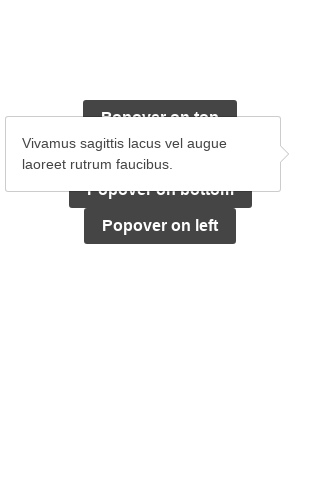 Popover on top
Vivamus sagittis lacus vel augue
laoreet rutrum faucibus.
Popover on bottom
Popover on left